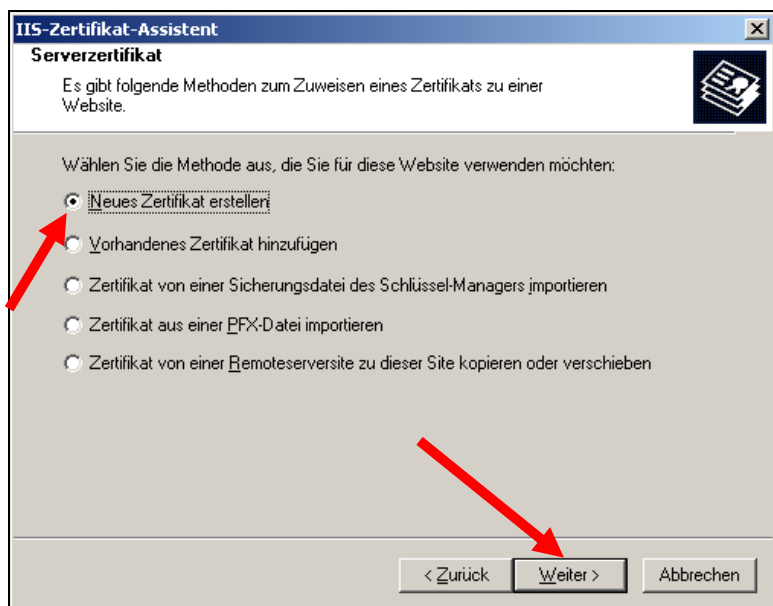 IIS-Zertifikat-Assistent
Serverzertifikat
Es gibt folgende Methoden zum Zuweisen eines Zertifikats zu einer
Website.
Wählen Sie die Methode aus, die Sie für diese Website verwenden möchten:
Neues Zertifikat erstellen
Vorhandenes Zertifikat hinzufügen
Zertifikat von einer Sicherungsdatei des Schlüssel-Managers importieren
Zertifikat aus einer PFX-Datei importieren
Zertifikat von einer Remoteserversite zu dieser Site kopieren oder verschieben
< Zurück Weiter > Abbrechen